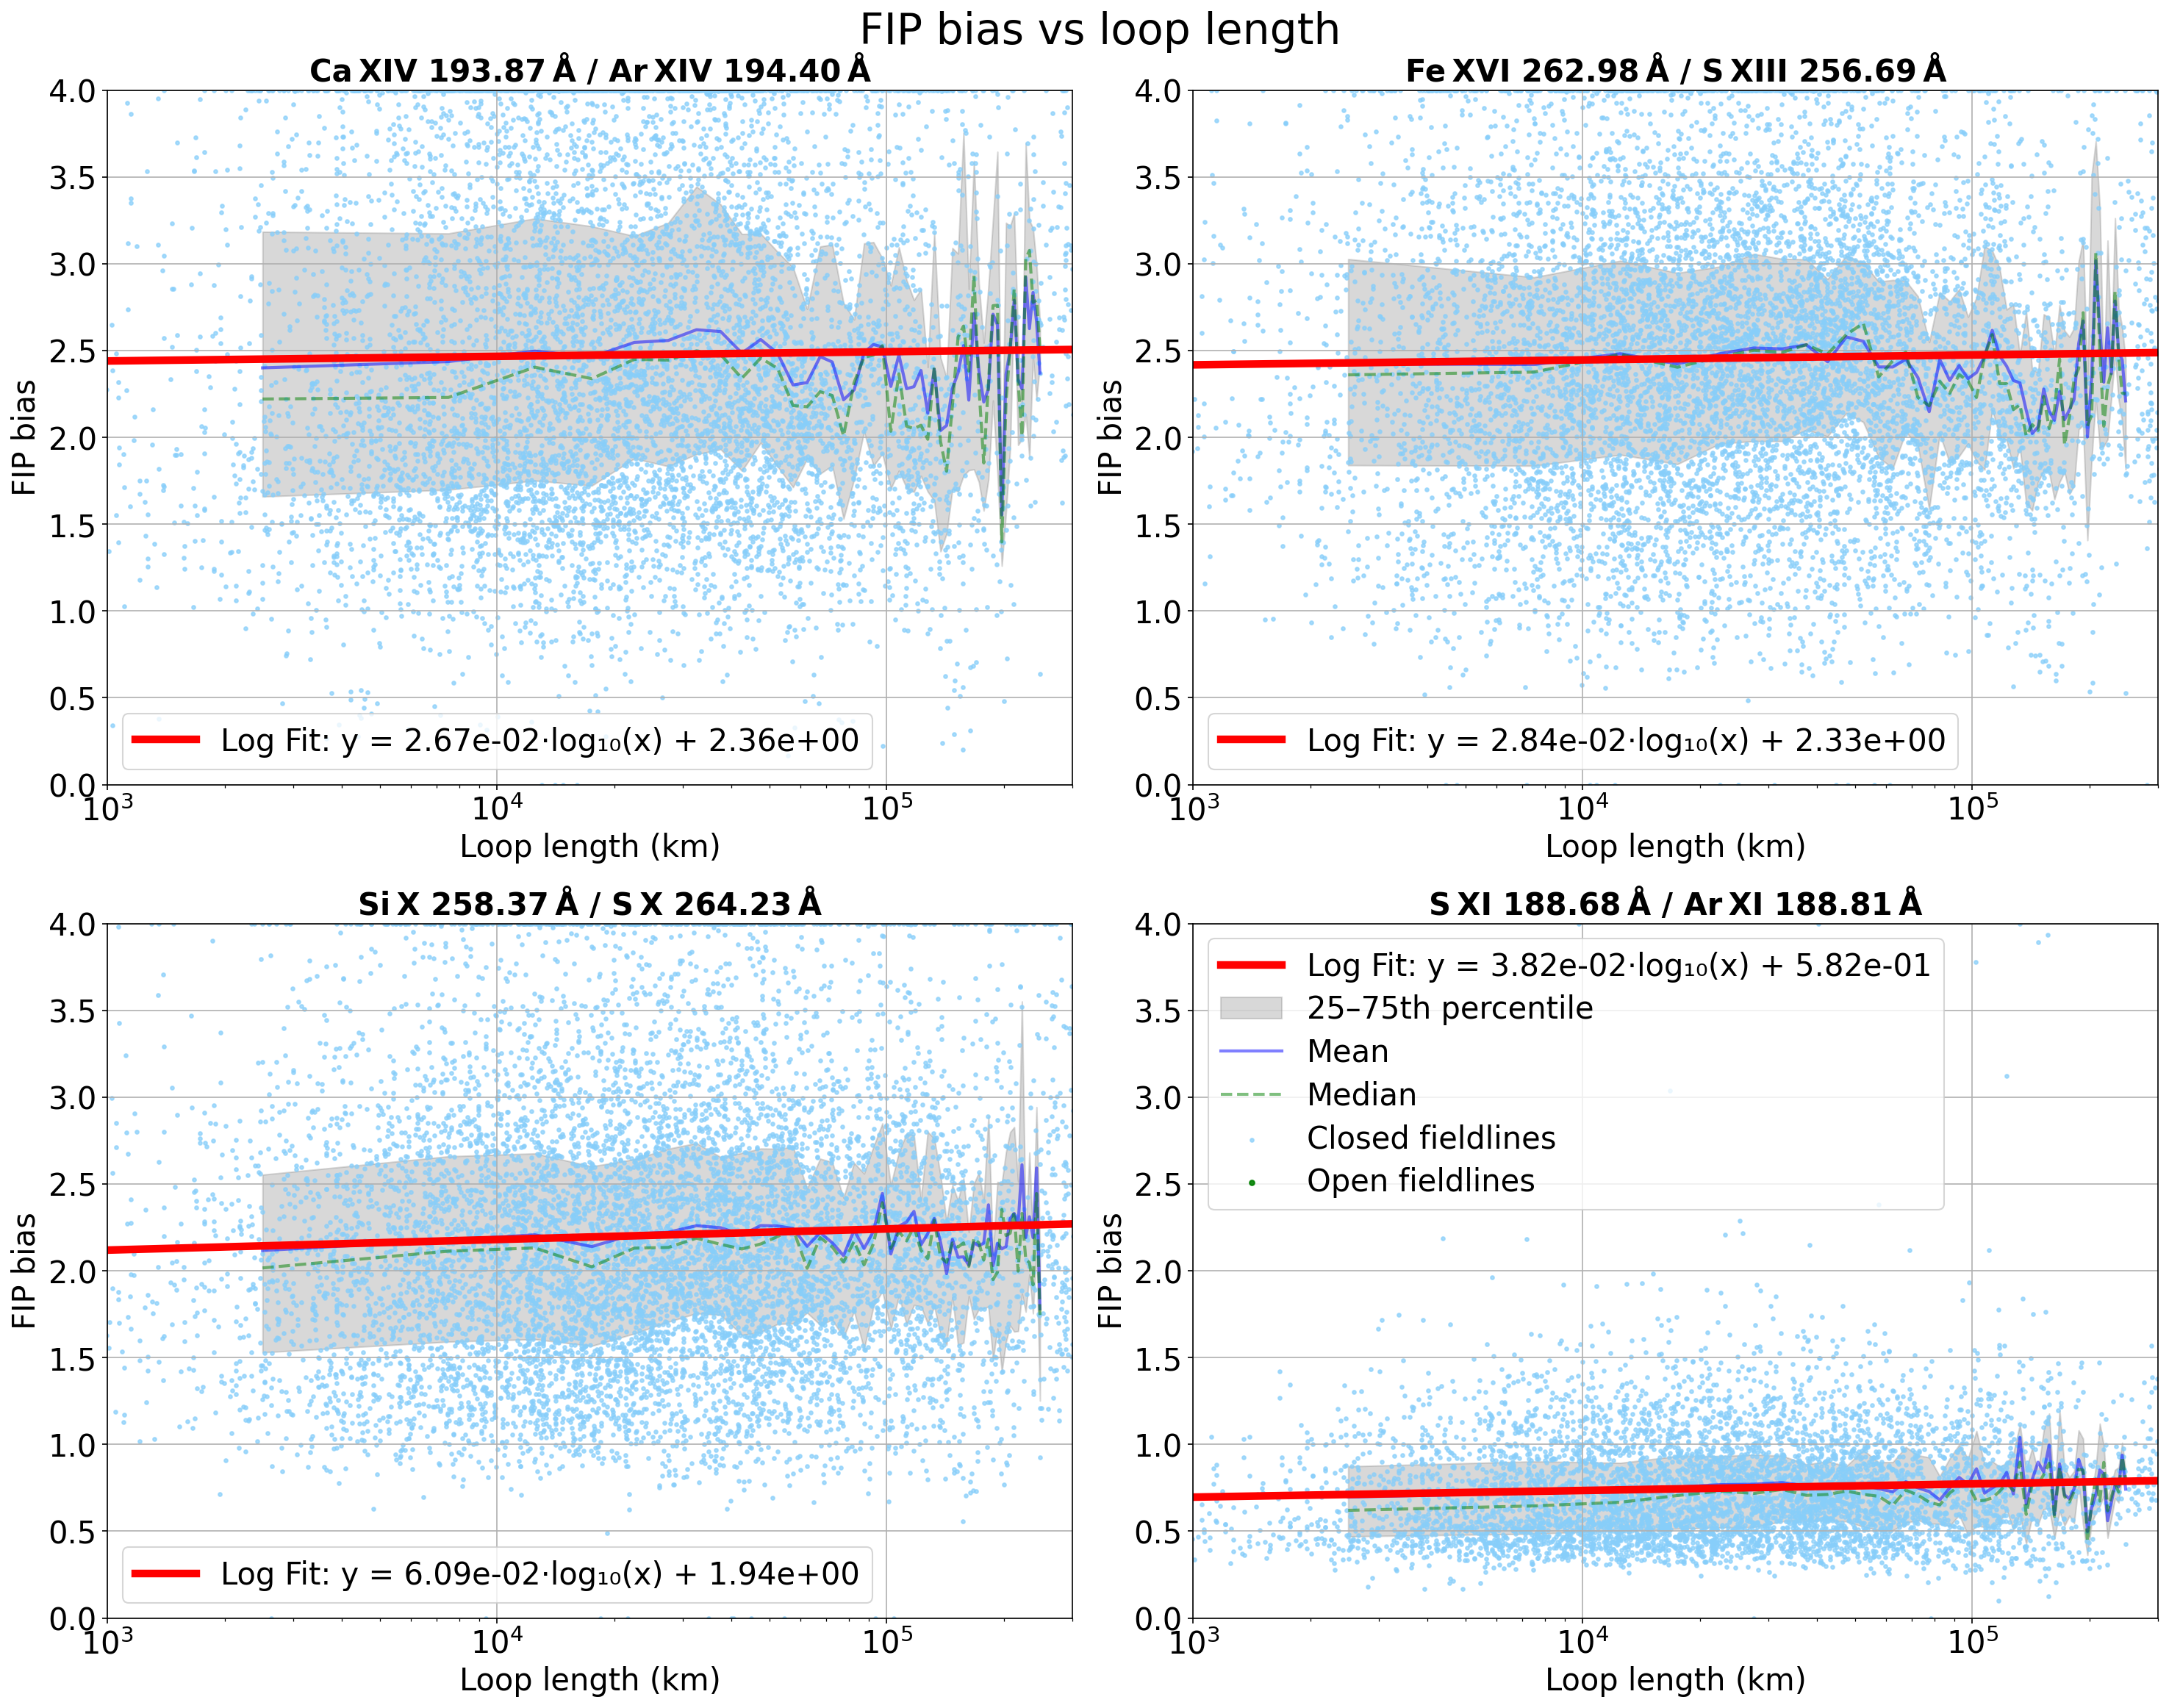 FIP bias vs loop length
Ca XIV 193.87 Å / Ar XIV 194.40 Å
4.0
3.5
3.0
2.5
2.0
1.5
1.0
0.5
0.0
FIP bias
Log Fit: y = 2.67e-02·log₁₀(x) + 2.36e+00
10³
10⁴
10⁵
Loop length (km)
Fe XVI 262.98 Å / S XIII 256.69 Å
4.0
3.5
3.0
2.5
2.0
1.5
1.0
0.5
0.0
FIP bias
Log Fit: y = 2.84e-02·log₁₀(x) + 2.33e+00
10³
10⁴
10⁵
Loop length (km)
Si X 258.37 Å / S X 264.23 Å
4.0
3.5
3.0
2.5
2.0
1.5
1.0
0.5
0.0
FIP bias
Log Fit: y = 6.09e-02·log₁₀(x) + 1.94e+00
10³
10⁴
10⁵
Loop length (km)
S XI 188.68 Å / Ar XI 188.81 Å
4.0
3.5
3.0
2.5
2.0
1.5
1.0
0.5
0.0
FIP bias
Log Fit: y = 3.82e-02·log₁₀(x) + 5.82e-01
25–75th percentile
Mean
Median
Closed fieldlines
Open fieldlines
10³
10⁴
10⁵
Loop length (km)